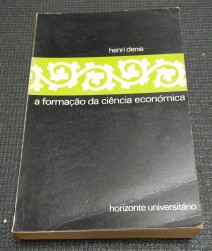 henri denis
a formação da ciência económica
horizonte universitário